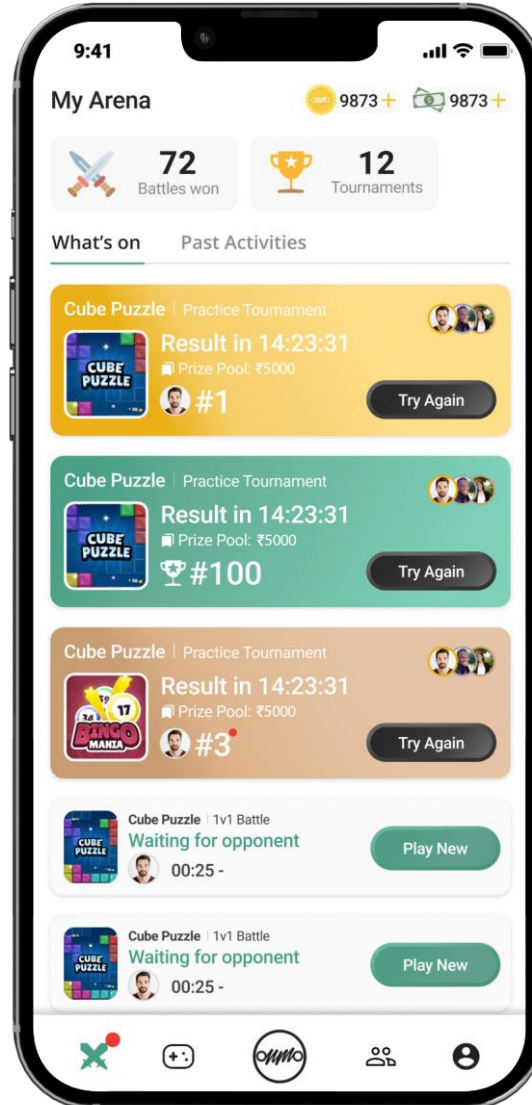 9:41
My Arena
onmo 9873+ 9873+
72
Battles won
12
Tournaments
What's on Past Activities
Cube Puzzle | Practice Tournament
CUBE
PUZZLE
Result in 14:23:31
Prize Pool: ₹5000
#1
Try Again
Cube Puzzle | Practice Tournament
CUBE
PUZZLE
Result in 14:23:31
Prize Pool: ₹5000
#100
Try Again
Cube Puzzle | Practice Tournament
17
BINGO
MANIA
Result in 14:23:31
Prize Pool: ₹5000
#3
Try Again
CUBE
PUZZLE
Cube Puzzle | 1v1 Battle
Waiting for opponent
00:25 -
Play New
CUBE
PUZZLE
Cube Puzzle | 1v1 Battle
Waiting for opponent
00:25 -
Play New
onmo